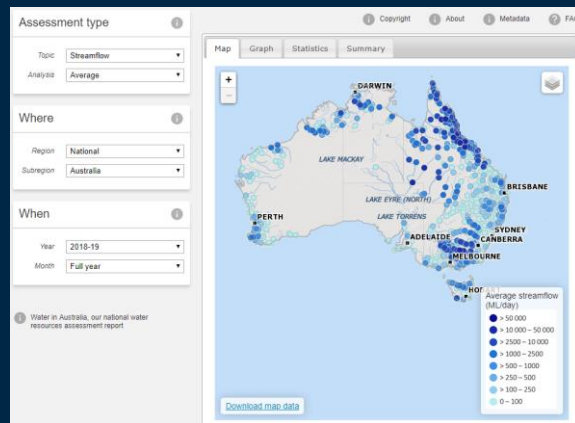 Assessment type
Topic Streamflow
Analysis Average
Where
Region National
Subregion Australia
When
Year 2018-19
Month Full year
Water in Australia, our national water
resources assessment report
Copyright About Metadata FA
Map Graph Statistics Summary
+
−
DARWIN
LAKE MACKAY
LAKE EYRE (NORTH)
LAKE TORRENS
BRISBANE
PERTH
SYDNEY
ADELAIDE
CANBERRA
MELBOURNE
HO
Average streamflow
(ML/day)
> 50 000
> 10 000 – 50 000
> 2500 – 10 000
> 1000 – 2500
> 500 – 1000
> 250 – 500
> 100 – 250
0 – 100
Download map data